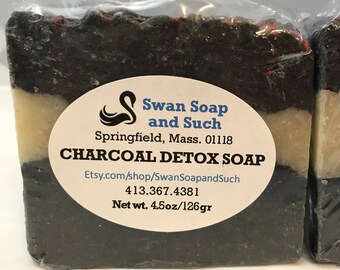 Swan Soap
and Such
Springfield, Mass. 01118
CHARCOAL DETOX SOAP
Etsy.com/shop/SwanSoapandSuch
413.367.4381
Net wt. 4.5oz/126gr